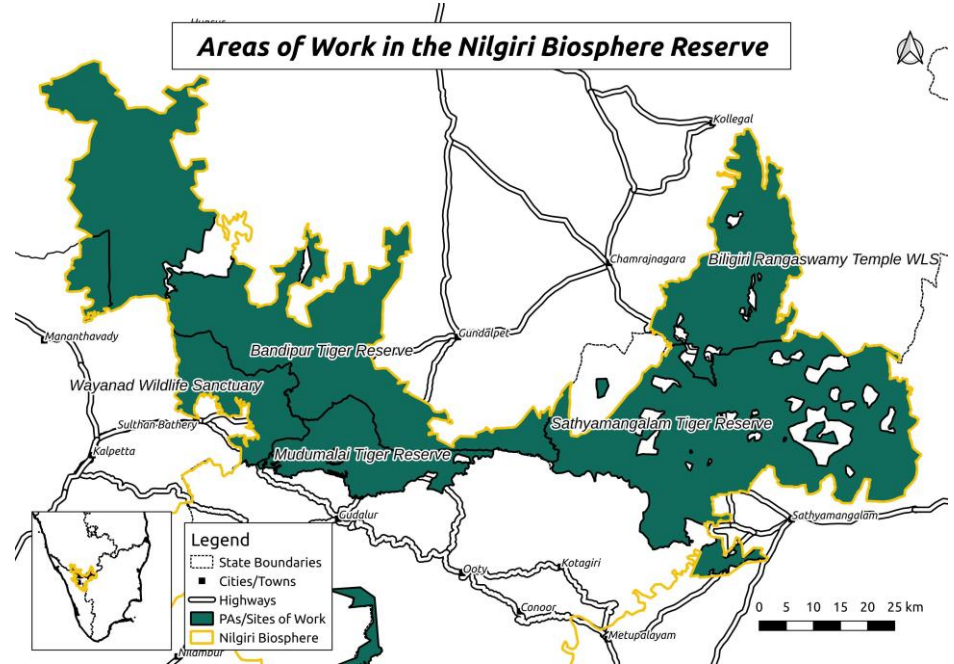 Areas of Work in the Nilgiri Biosphere Reserve
Kollegal
Chamrajnagara
Biligiri Rangaswamy Temple WLS
Mananthavady
Gundalpet
Bandipur Tiger Reserve
Wayanad Wildlife Sanctuary
Sulthan-Bathery
Sathyamangalam Tiger Reserve
Kalpetta
Mudumalai Tiger Reserve
Gudalur
Sathyamangalam
Ooty
Kotagiri
Conoor
Metupalayam
Nilambur
Legend
State Boundaries
Cities/Towns
Highways
PAs/Sites of Work
Nilgiri Biosphere
0 5 10 15 20 25 km